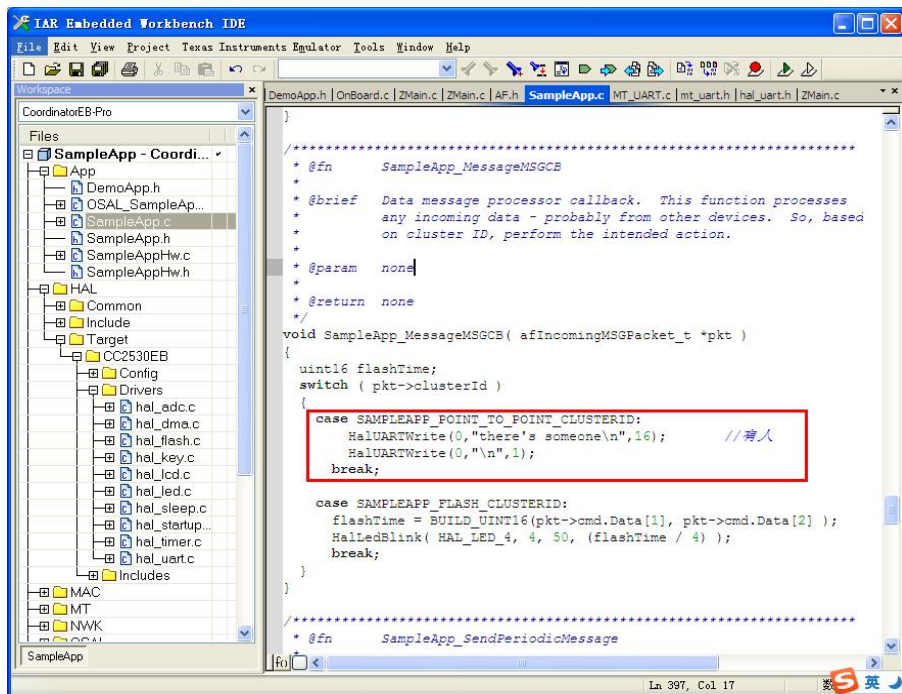 IAR Embedded Workbench IDE
File Edit View Project Texas Instruments Emulator Tools Window Help
Workspace
DemoApp.h | OnBoard.c | ZMain.c | ZMain.c | AF.h SampleApp.c MT_UART.c | mt_uart.h | hal_uart.h | ZMain.c
CoordinatorEB-Pro
Files
SampleApp - Coordi...
App
DemoApp.h
OSAL_SampleAp...
SampleApp.c
SampleApp.h
SampleAppHw.c
SampleAppHw.h
HAL
Common
Include
Target
CC2530EB
Config
Drivers
hal_adc.c
hal_dma.c
hal_flash.c
hal_key.c
hal_lcd.c
hal_led.c
hal_sleep.c
hal_startup...
hal_timer.c
hal_uart.c
Includes
MAC
MT
NWK
OSAL
SampleApp
}
/*********************************************************************
* @fn SampleApp_MessageMSGCB
*
* @brief Data message processor callback. This function processes
* any incoming data - probably from other devices. So, based
* on cluster ID, perform the intended action.
*
* @param none
*
* @return none
*/
void SampleApp_MessageMSGCB( afIncomingMSGPacket_t *pkt )
{
uint16 flashTime;
switch ( pkt->clusterId )
{
case SAMPLEAPP_POINT_TO_POINT_CLUSTERID:
HalUARTWrite(0,"there's someone\n",16); //有人
HalUARTWrite(0,"\n",1);
break;
case SAMPLEAPP_FLASH_CLUSTERID:
flashTime = BUILD_UINT16(pkt->cmd.Data[1], pkt->cmd.Data[2] );
HalLedBlink( HAL_LED_4, 4, 50, (flashTime / 4) );
break;
}
}
/*********************************************************************
* @fn SampleApp_SendPeriodicMessage
*
Ln 397, Col 17
英